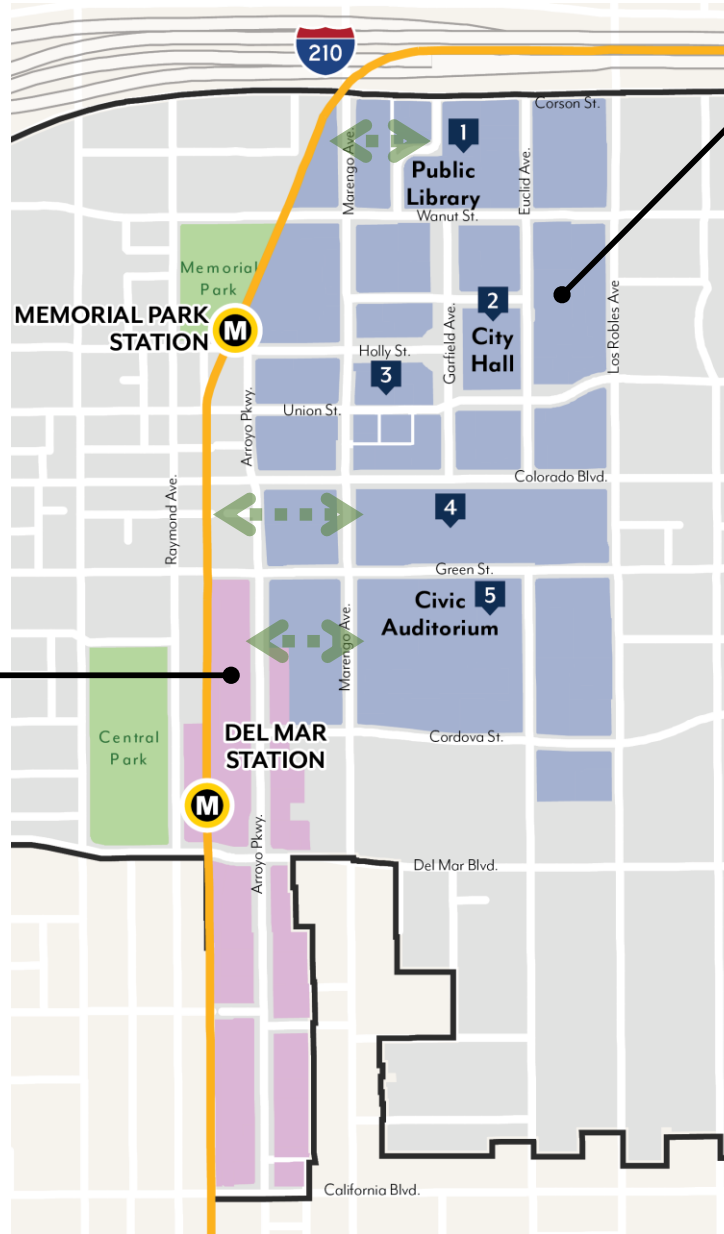 210
Corson St.
Marengo Ave.
1
Public
Library
Euclid Ave.
Wanut St.
Memorial
Park
MEMORIAL PARK
STATION
M
2
City
Hall
Garfield Ave.
Los Robles Ave
Holly St.
3
Arroyo Pkwy.
Union St.
Colorado Blvd.
Raymond Ave.
4
Green St.
Civic
Auditorium
5
Marengo Ave.
Central
Park
DEL MAR
STATION
Cordova St.
M
Arroyo Pkwy.
Del Mar Blvd.
California Blvd.